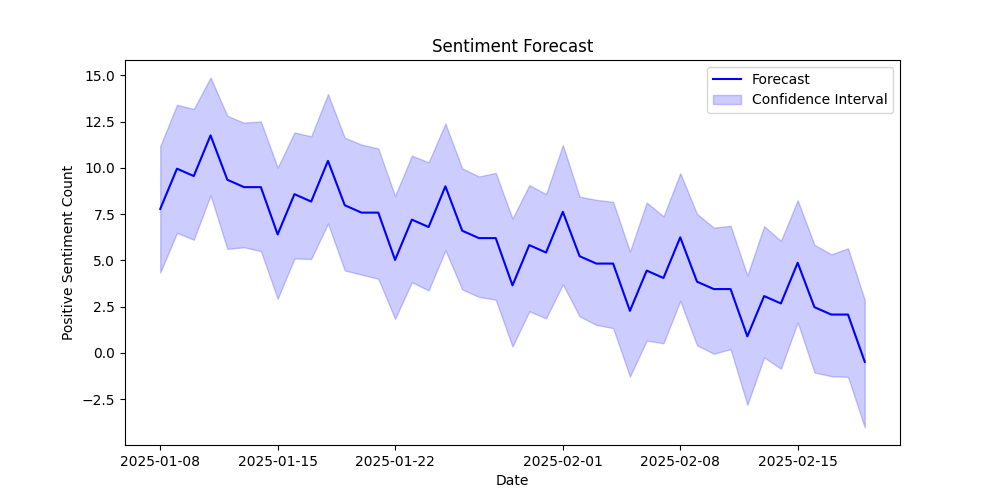 Sentiment Forecast
Forecast
Confidence Interval
Positive Sentiment Count
15.0
12.5
10.0
7.5
5.0
2.5
0.0
−2.5
2025-01-08 2025-01-15 2025-01-22 2025-02-01 2025-02-08 2025-02-15
Date